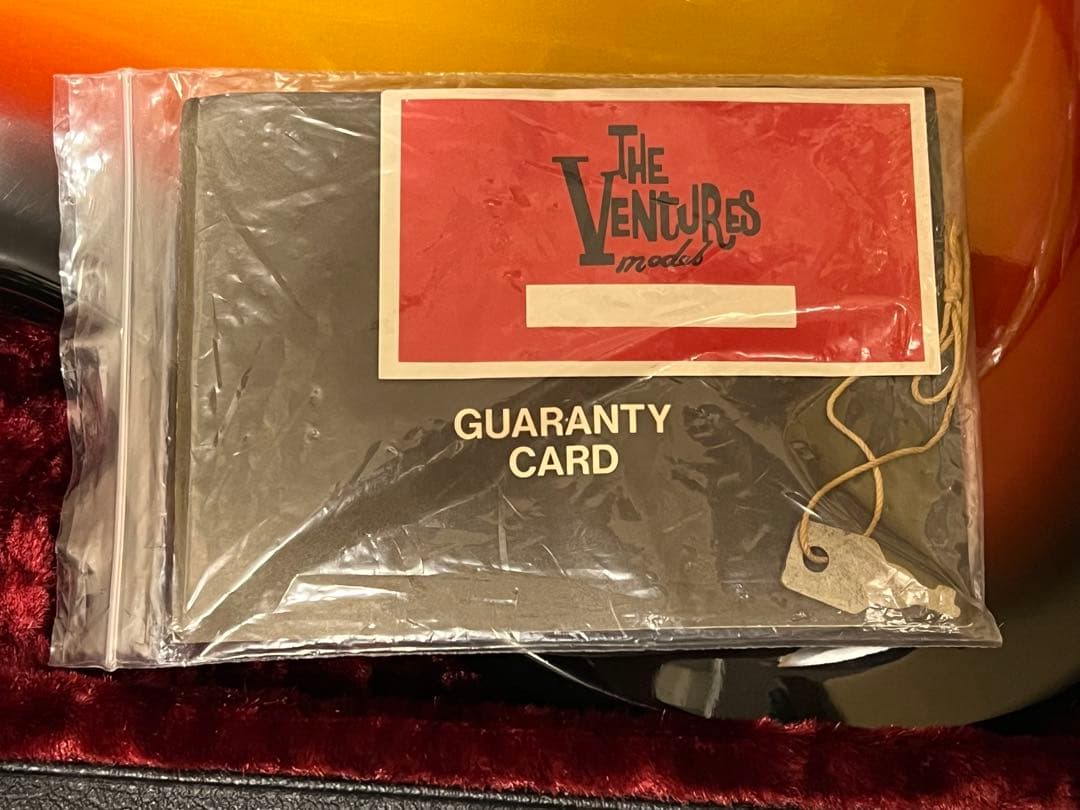 THE
VENTURES
model
GUARANTY
CARD